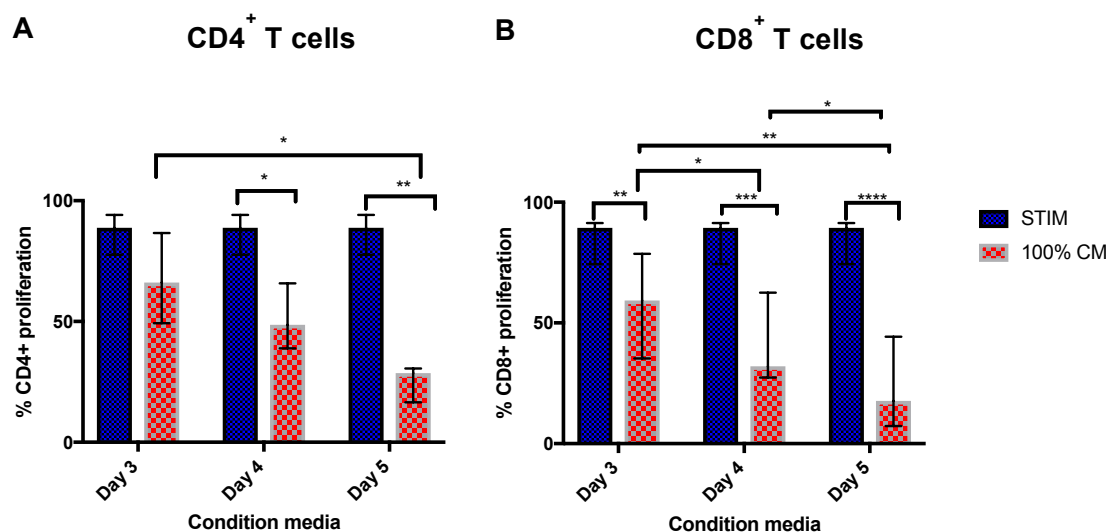 A
CD4+ T cells
*
*
**
100
50
0
% CD4+ proliferation
Day 3
Day 4
Day 5
Condition media
B
CD8+ T cells
*
**
*
**
***
****
100
50
0
% CD8+ proliferation
Day 3
Day 4
Day 5
Condition media
STIM
100% CM